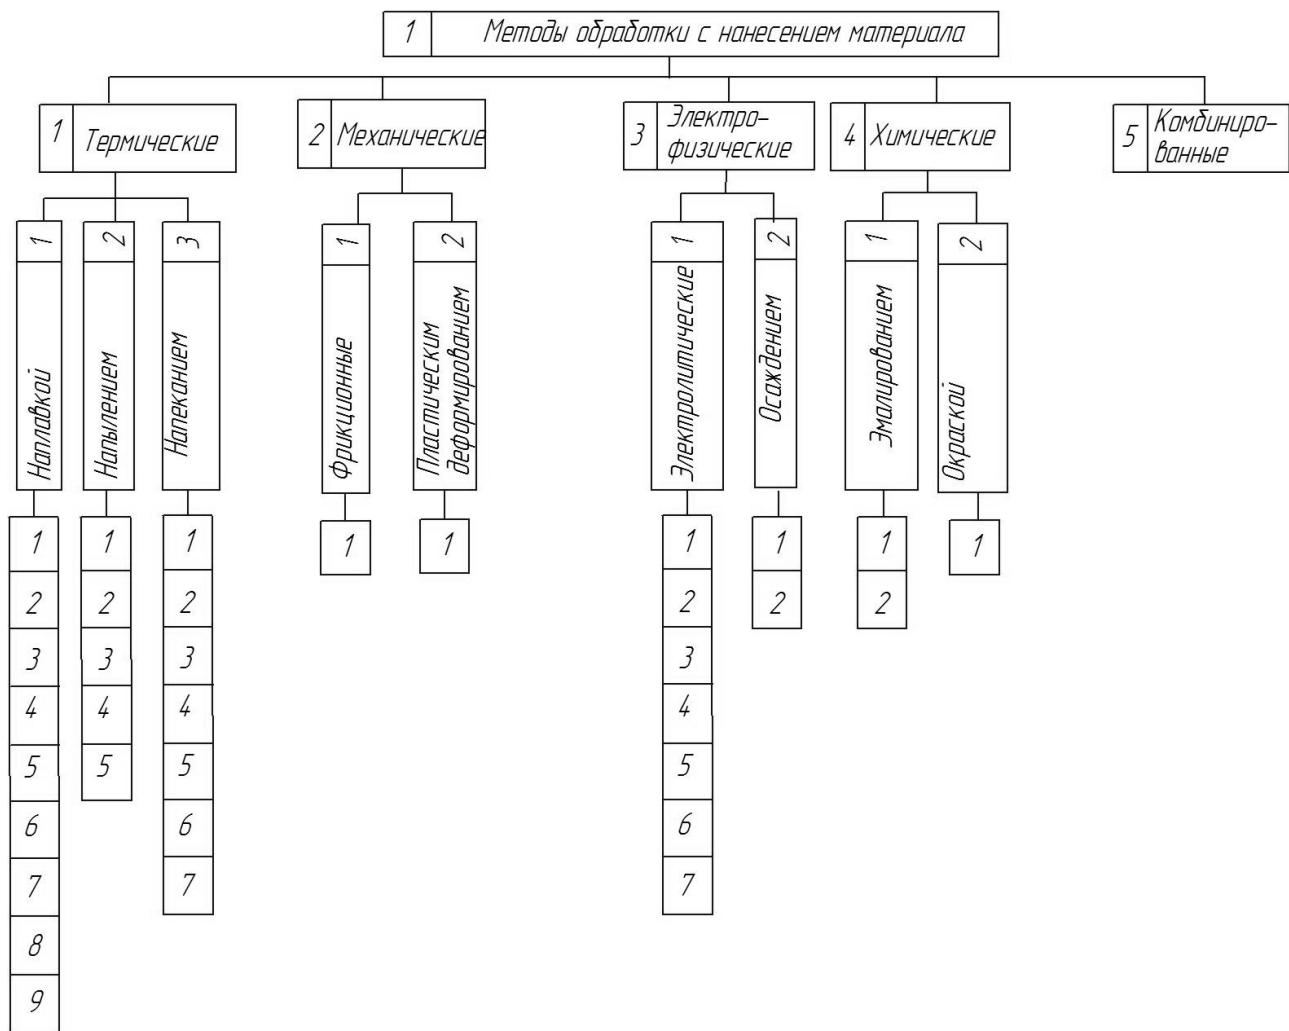 1 Методы обработки с нанесением материала
1 Термические
2 Механические
3 Электро-
физические
4 Химические
5 Комбиниро-
ванные
1 Наплавкой
2 Напылением
3 Напеканием
1 Фрикционные
2 Пластическим
деформированием
1 Электролитические
2 Осаждением
1 Эмалированием
2 Окраской
1
2
3
4
5
6
7
8
9
1
2
3
4
5
1
2
3
4
5
6
7
1
1
1
2
3
4
5
6
7
1
2
1
2
1